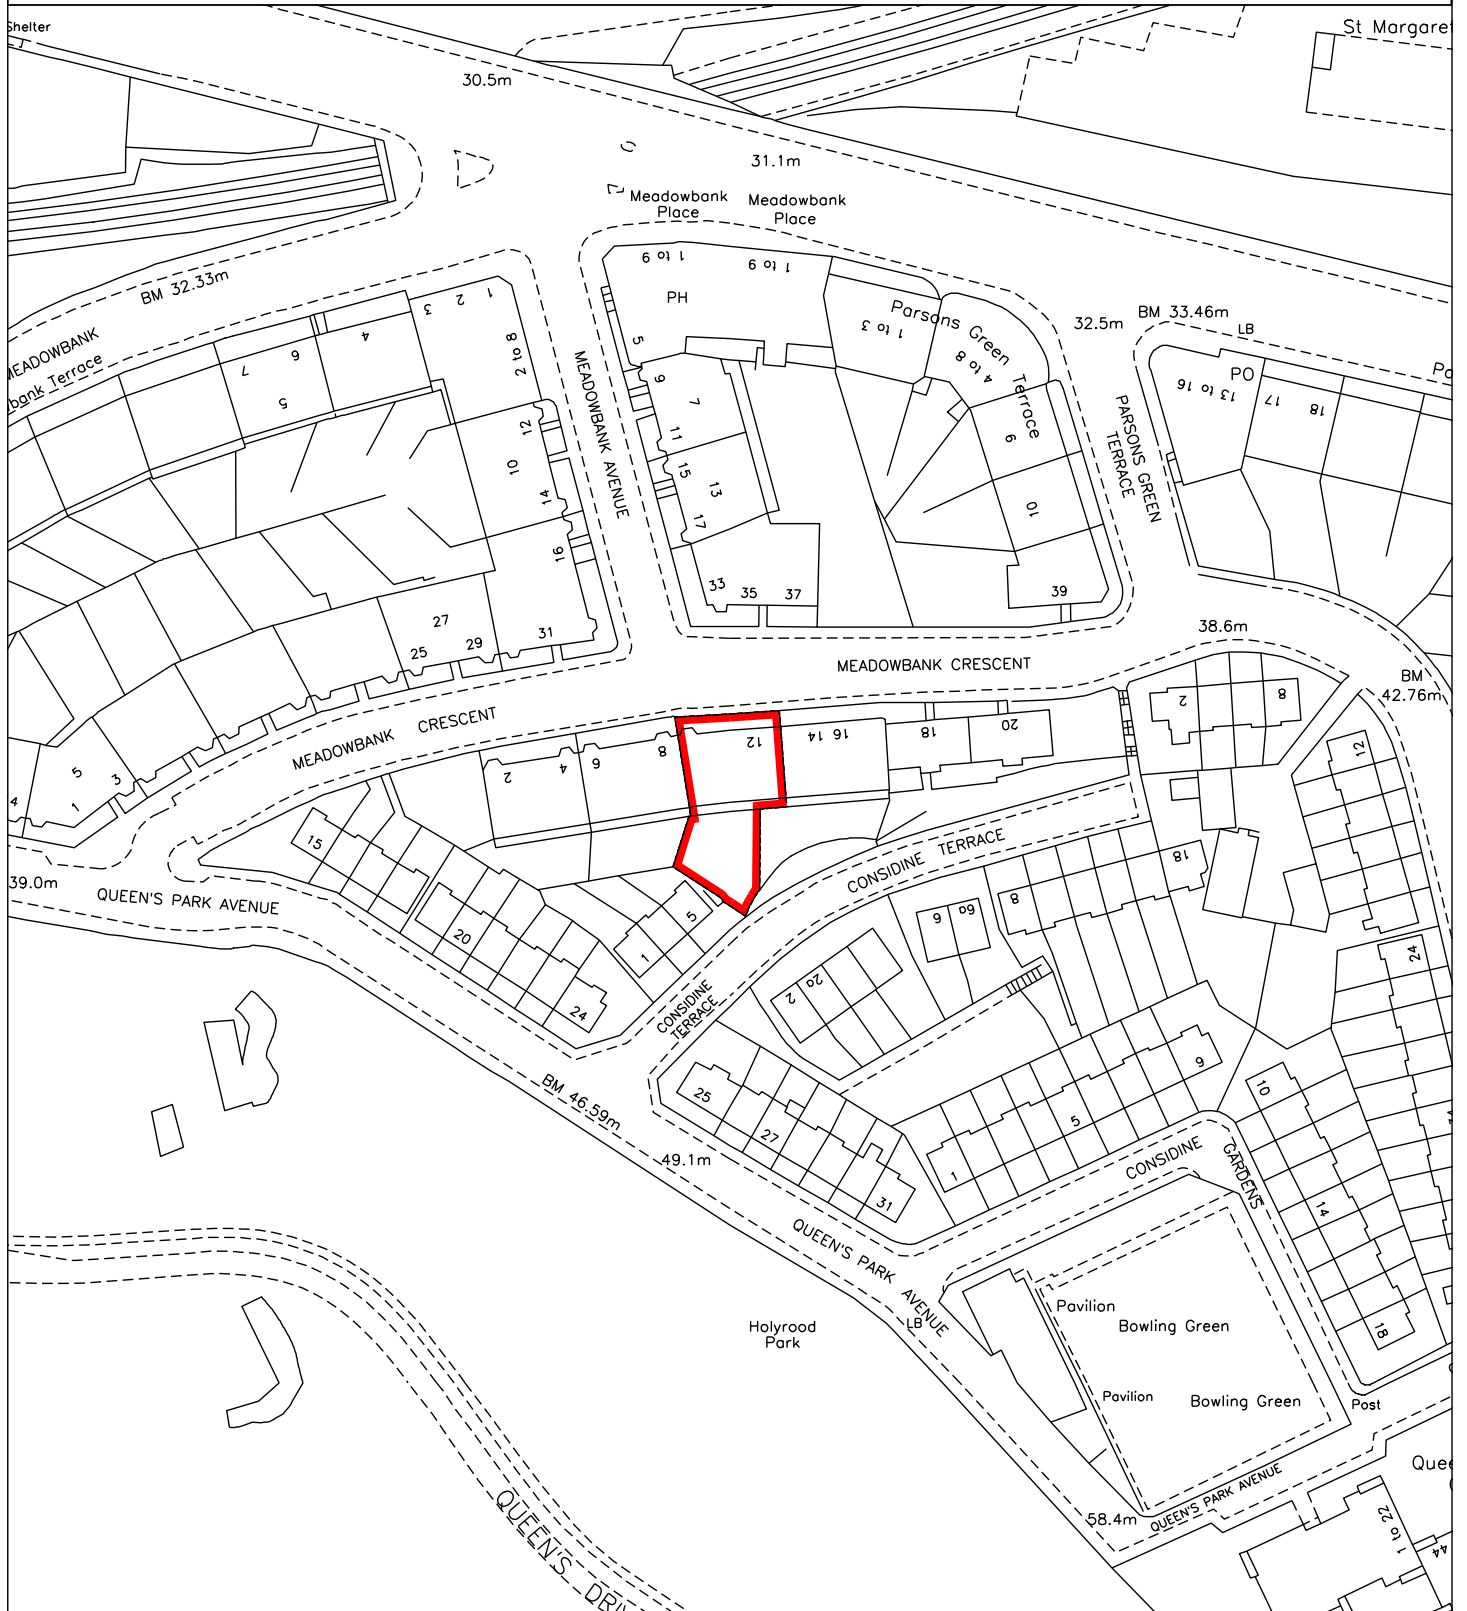 Shelter
St Margaret
30.5m
31.1m
Meadowbank
Place
Meadowbank
Place
BM 32.33m
1 to 9
1 to 9
PH
1 to 3
Parsons Green Terrace
4 to 8
32.5m
BM 33.46m
LB
PO
13 to 16
17
18
MEADOWBANK
bank Terrace
7
6
5
4
3
2
1
2 to 8
12
10
14
16
MEADOWBANK AVENUE
5
9
7
11
15
13
17
33
35
37
9
10
39
PARSONS GREEN
TERRACE
27
25
29
31
38.6m
MEADOWBANK CRESCENT
BM
42.76m
MEADOWBANK CRESCENT
2
4
6
8
12
14
16
18
20
2
8
12
5
3
1
4
15
39.0m
QUEEN'S PARK AVENUE
CONSIDINE TERRACE
18
8
6
6a
5
1
20
24
2
2a
24
CONSIDINE
TERRACE
BM 46.59m
25
27
31
49.1m
1
5
9
10
14
18
CONSIDINE GARDENS
QUEEN'S PARK AVENUE
LB
Holyrood
Park
Pavilion
Bowling Green
Pavilion
Bowling Green
Post
58.4m
QUEEN'S PARK AVENUE
1 to 22
44
QUEEN'S